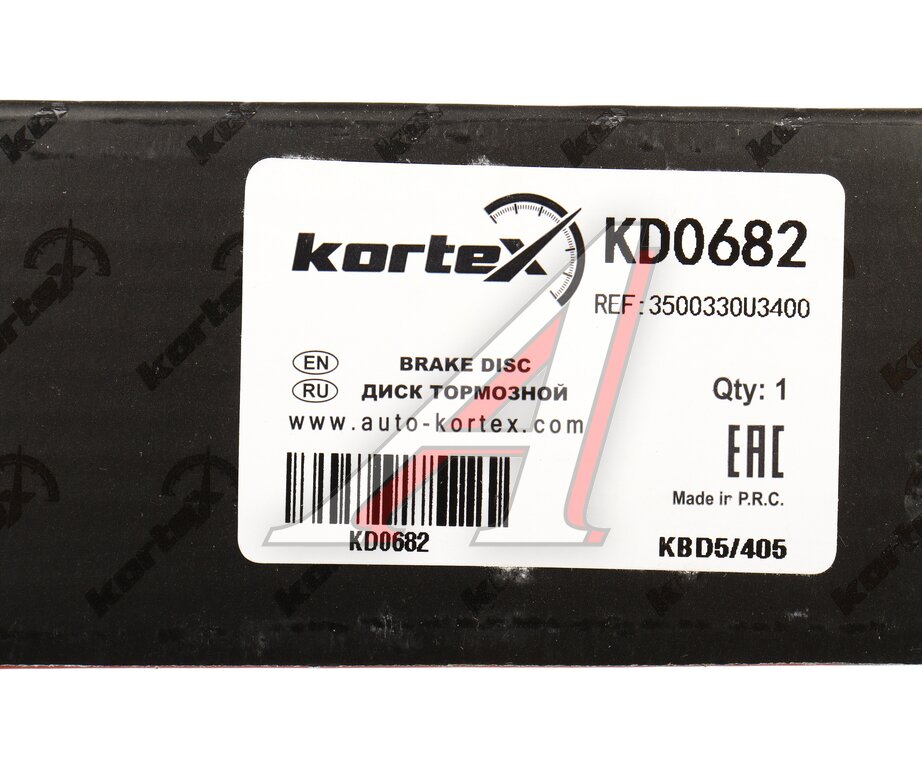 kortex
KD0682
REF:3500330U3400
EN BRAKE DISC
RU ДИСК ТОРМОЗНОЙ
Qty: 1
www.auto-kortex.com
EAC
Made in P.R.C.
KD0682
KBD5/405